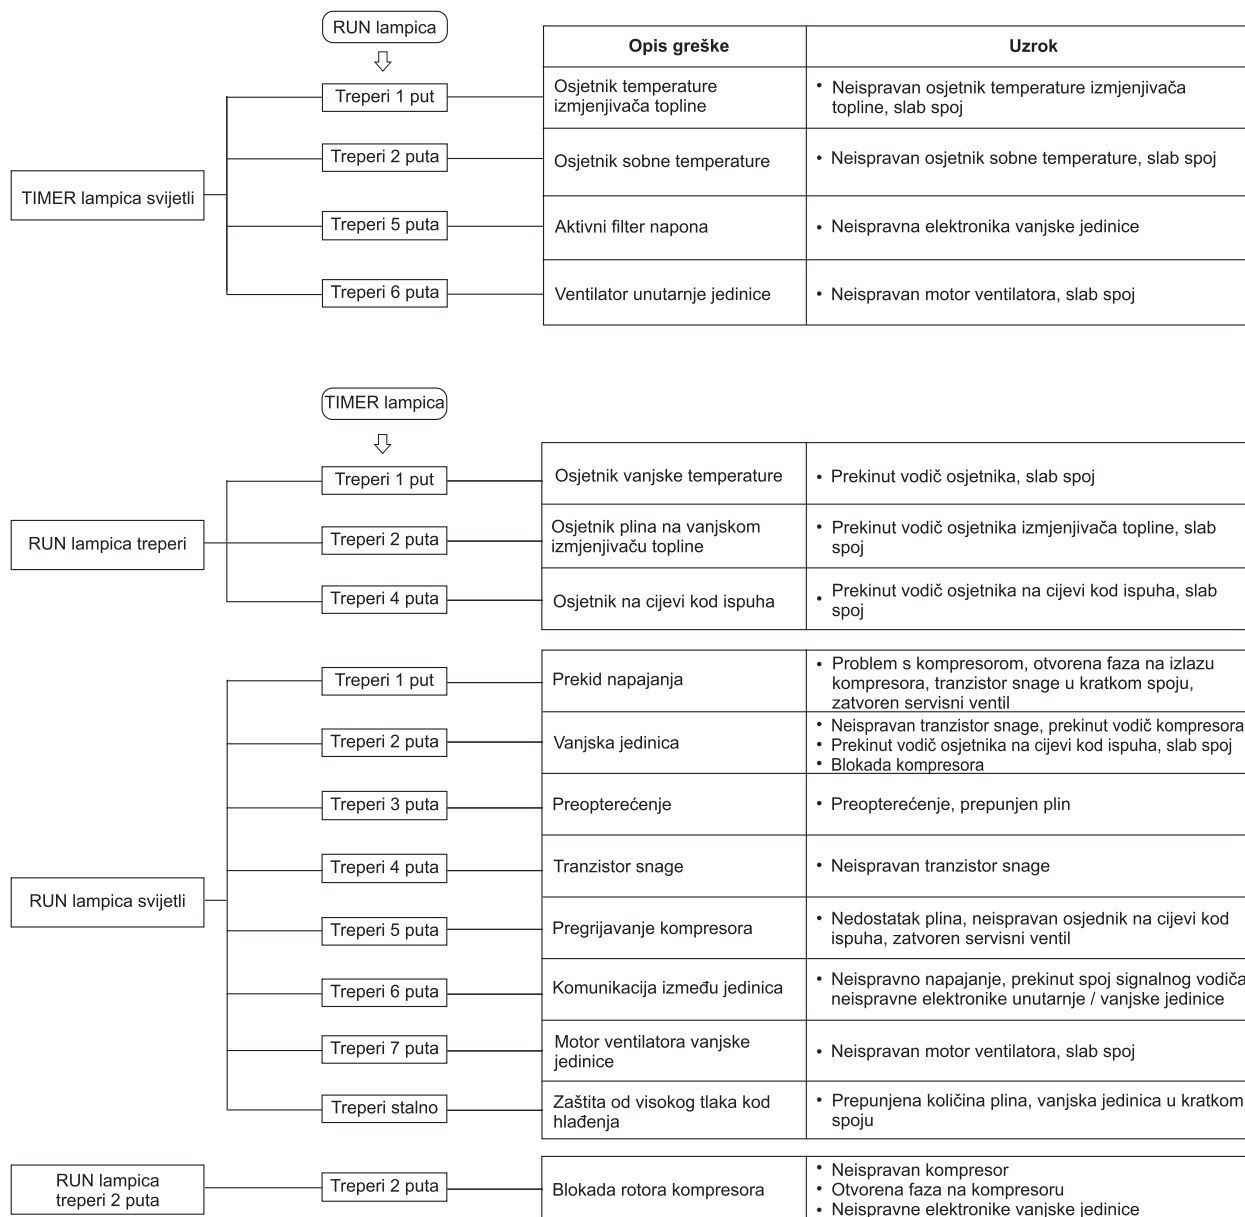 RUN lampica
Opis greške
Uzrok
TIMER lampica svijetli
Treperi 1 put
Osjetnik temperature
izmjenjivača topline
• Neispravan osjetnik temperature izmjenjivača
topline, slab spoj
Treperi 2 puta
Osjetnik sobne temperature
• Neispravan osjetnik sobne temperature, slab spoj
Treperi 5 puta
Aktivni filter napona
• Neispravna elektronika vanjske jedinice
Treperi 6 puta
Ventilator unutarnje jedinice
• Neispravan motor ventilatora, slab spoj
TIMER lampica
RUN lampica treperi
Treperi 1 put
Osjetnik vanjske temperature
• Prekinut vodič osjetnika, slab spoj
Treperi 2 puta
Osjetnik plina na vanjskom
izmjenjivaču topline
• Prekinut vodič osjetnika izmjenjivača topline, slab
spoj
Treperi 4 puta
Osjetnik na cijevi kod ispuha
• Prekinut vodič osjetnika na cijevi kod ispuha, slab
spoj
RUN lampica svijetli
Treperi 1 put
Prekid napajanja
• Problem s kompresorom, otvorena faza na izlazu
kompresora, tranzistor snage u kratkom spoju,
zatvoren servisni ventil
Treperi 2 puta
Vanjska jedinica
• Neispravan tranzistor snage, prekinut vodič kompresora
• Prekinut vodič osjetnika na cijevi kod ispuha, slab spoj
• Blokada kompresora
Treperi 3 puta
Preopterećenje
• Preopterećenje, prepunjen plin
Treperi 4 puta
Tranzistor snage
• Neispravan tranzistor snage
Treperi 5 puta
Pregrijavanje kompresora
• Nedostatak plina, neispravan osjednik na cijevi kod
ispuha, zatvoren servisni ventil
Treperi 6 puta
Komunikacija između jedinica
• Neispravno napajanje, prekinut spoj signalnog vodiča
neispravne elektronike unutarnje / vanjske jedinice
Treperi 7 puta
Motor ventilatora vanjske
jedinice
• Neispravan motor ventilatora, slab spoj
Treperi stalno
Zaštita od visokog tlaka kod
hlađenja
• Prepunjena količina plina, vanjska jedinica u kratkom
spoju
RUN lampica
treperi 2 puta
Treperi 2 puta
Blokada rotora kompresora
• Neispravan kompresor
• Otvorena faza na kompresoru
• Neispravne elektronike vanjske jedinice